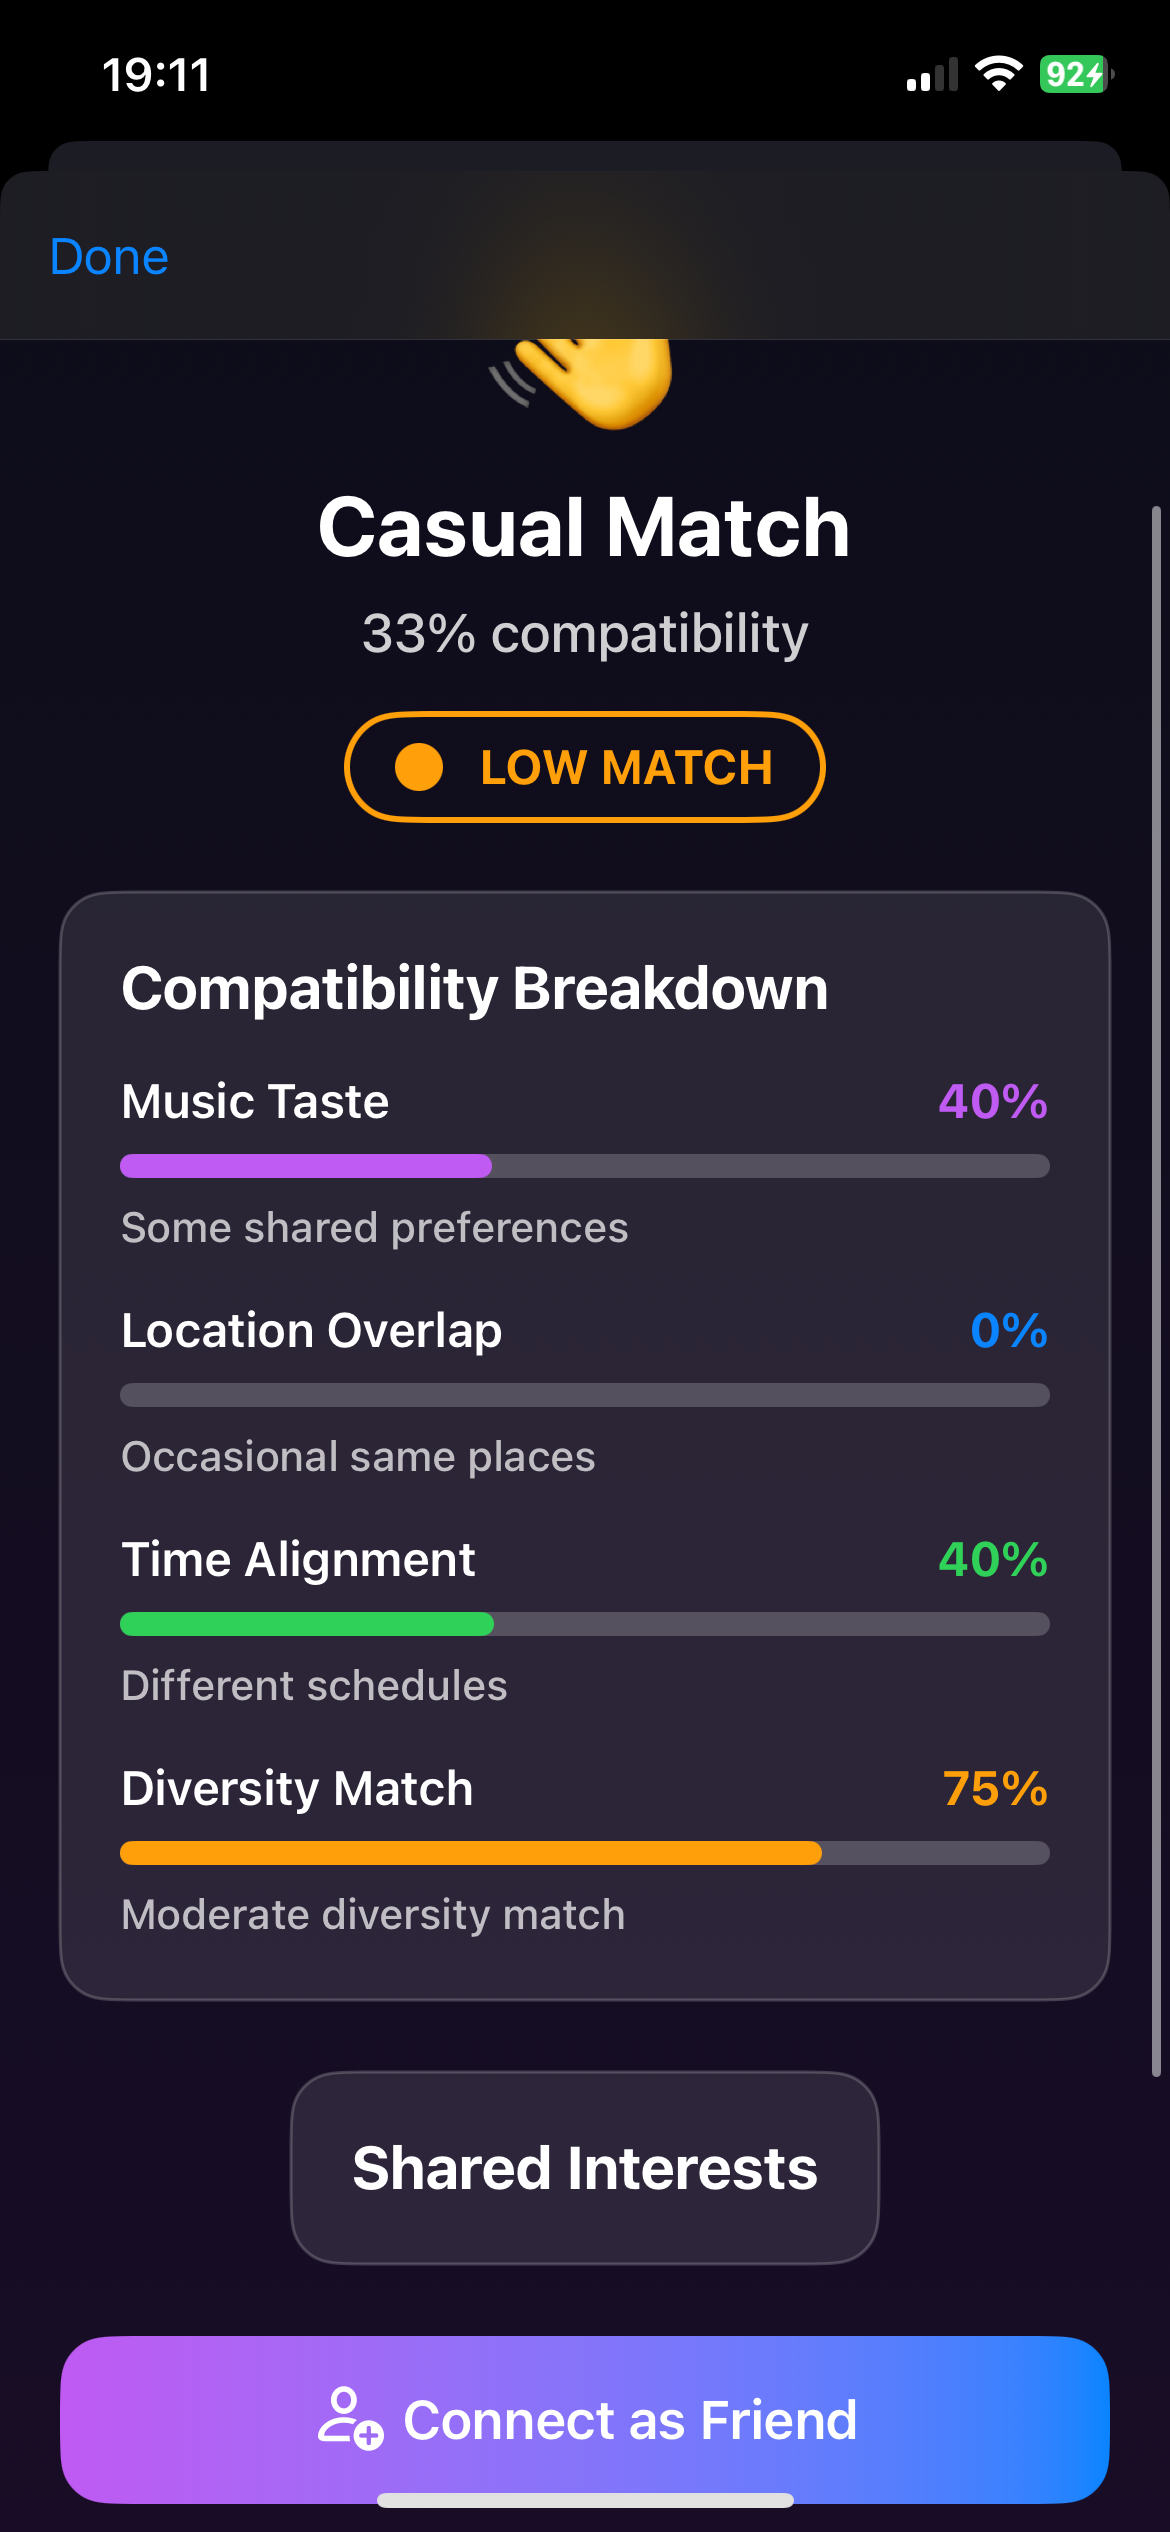 19:11
92
Done
Casual Match
33% compatibility
LOW MATCH
Compatibility Breakdown
Music Taste 40%
Some shared preferences
Location Overlap 0%
Occasional same places
Time Alignment 40%
Different schedules
Diversity Match 75%
Moderate diversity match
Shared Interests
Connect as Friend